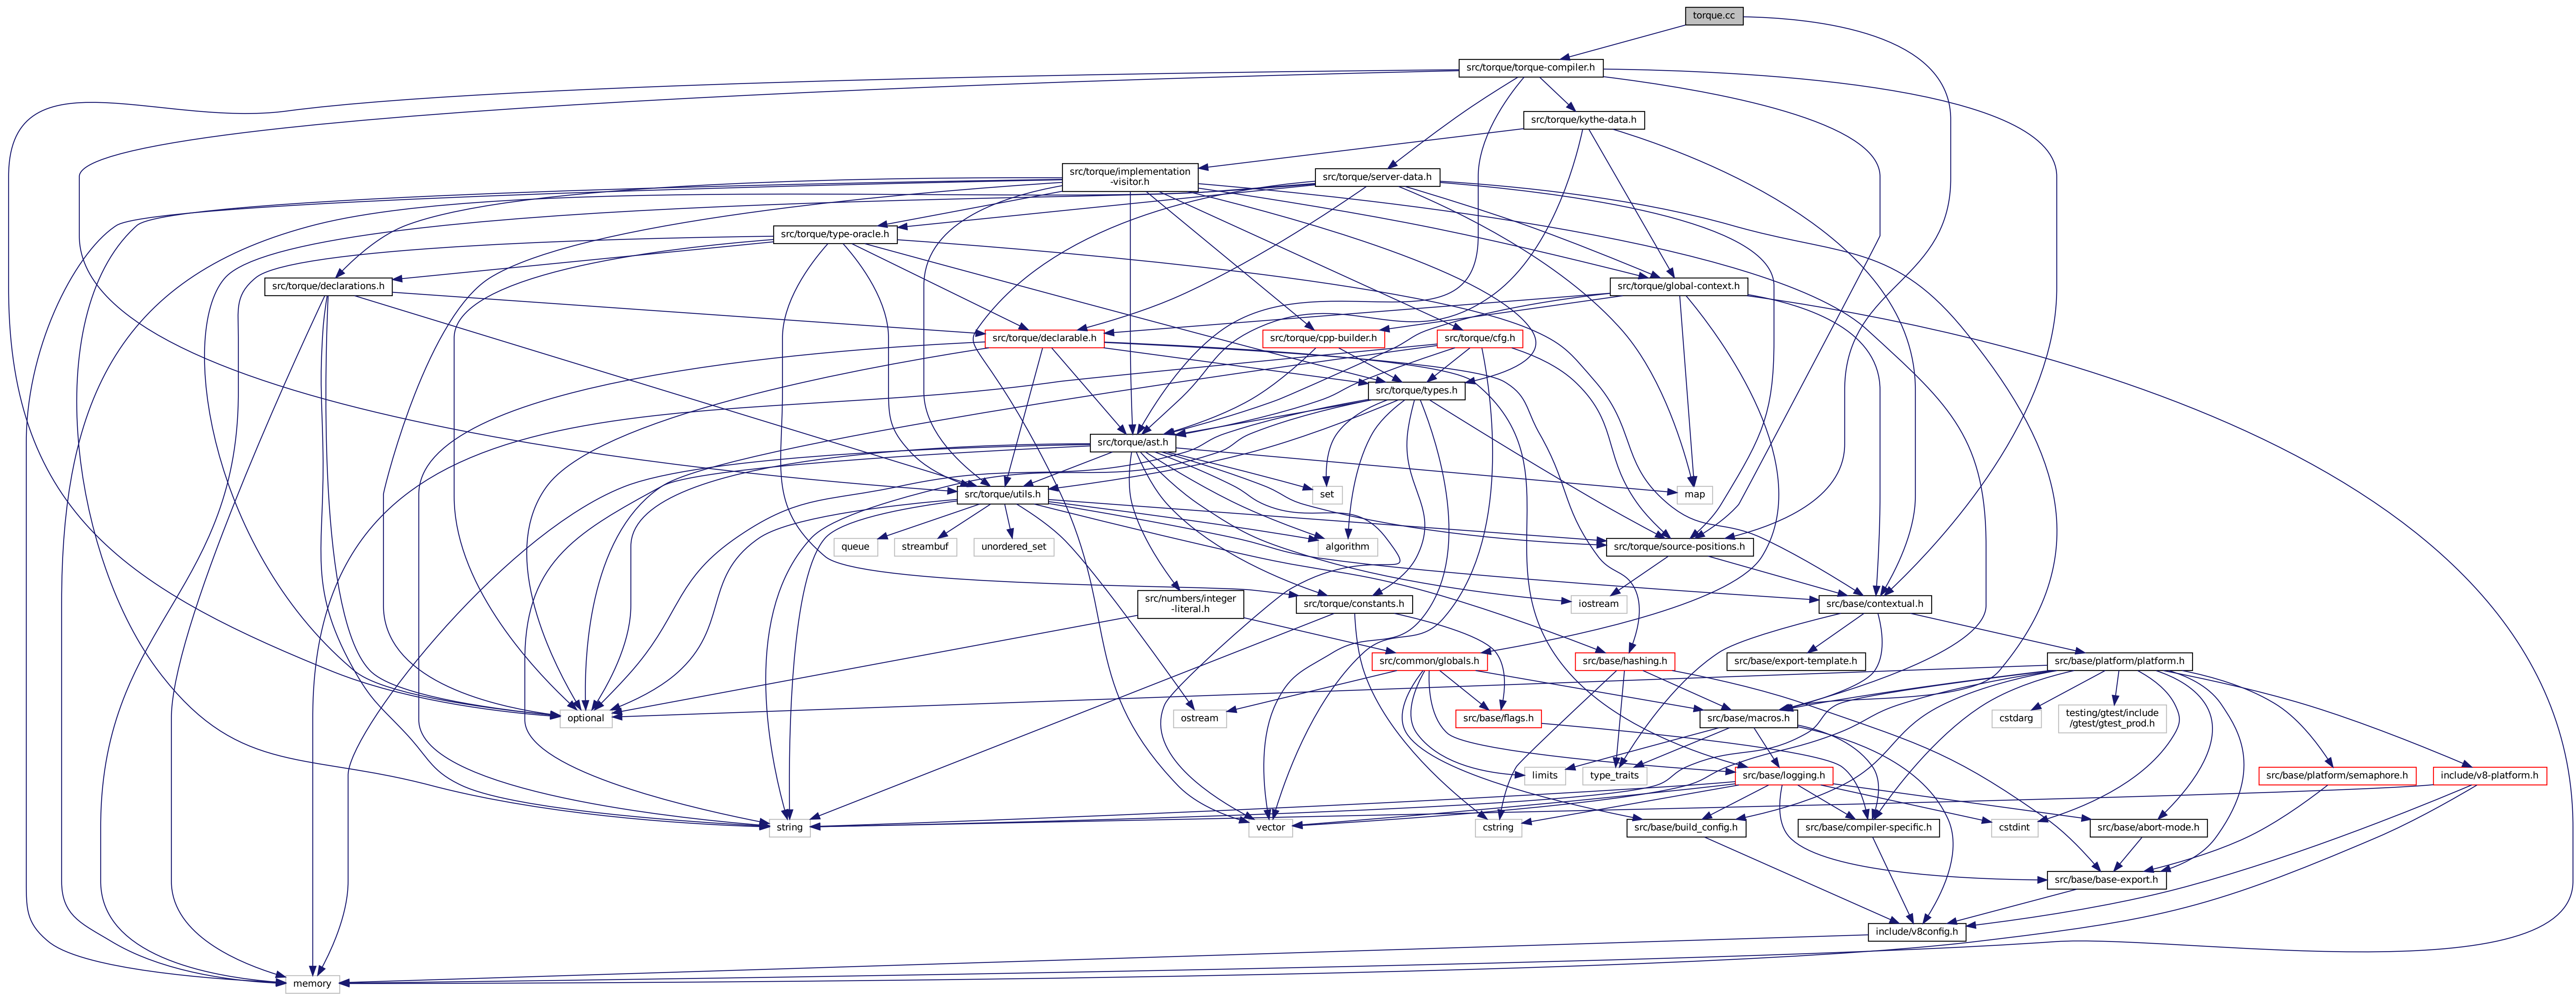 torque.cc
src/torque/torque-compiler.h
src/torque/kythe-data.h
src/torque/implementation
-visitor.h
src/torque/server-data.h
src/torque/type-oracle.h
src/torque/declarations.h
src/torque/global-context.h
src/torque/declarable.h
src/torque/cpp-builder.h
src/torque/cfg.h
src/torque/types.h
src/torque/ast.h
src/torque/utils.h
set
map
queue
streambuf
unordered_set
algorithm
src/torque/source-positions.h
src/numbers/integer
-literal.h
src/torque/constants.h
iostream
src/base/contextual.h
src/common/globals.h
src/base/hashing.h
src/base/export-template.h
src/base/platform/platform.h
optional
ostream
src/base/flags.h
src/base/macros.h
cstdarg
testing/gtest/include
/gtest/gtest_prod.h
limits
type_traits
src/base/logging.h
src/base/platform/semaphore.h
include/v8-platform.h
string
vector
cstring
src/base/build_config.h
src/base/compiler-specific.h
cstdint
src/base/abort-mode.h
src/base/base-export.h
include/v8config.h
memory